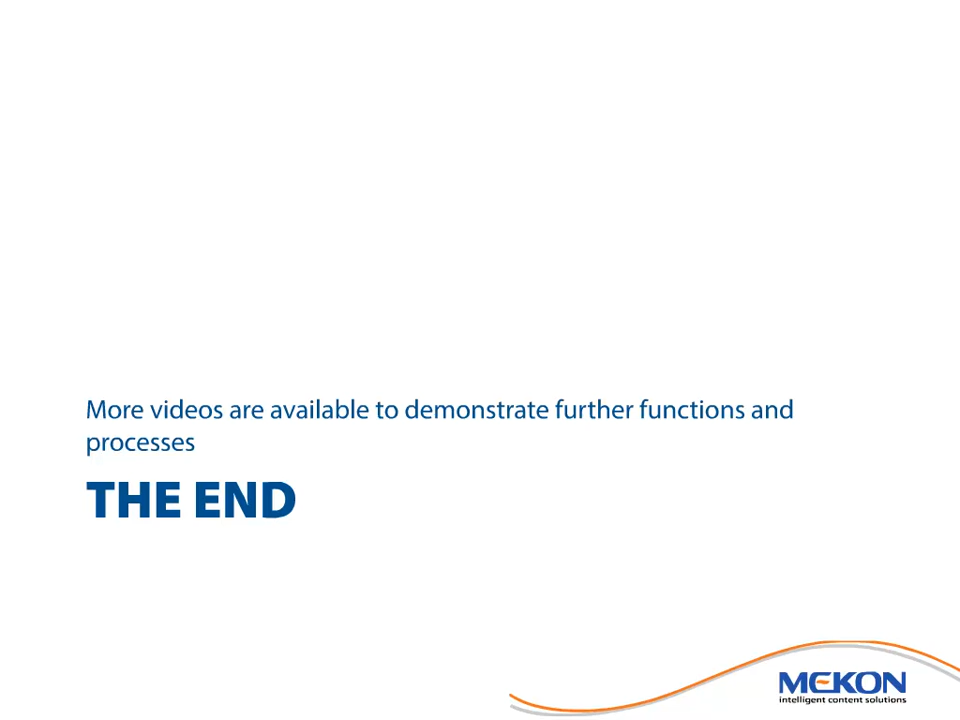 More videos are available to demonstrate further functions and
processes
THE END
MEKON
intelligent content solutions